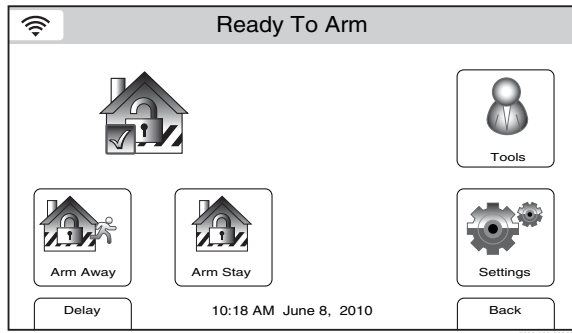 Ready To Arm
Tools
Arm Away
Arm Stay
Settings
Delay
10:18 AM June 8, 2010
Back